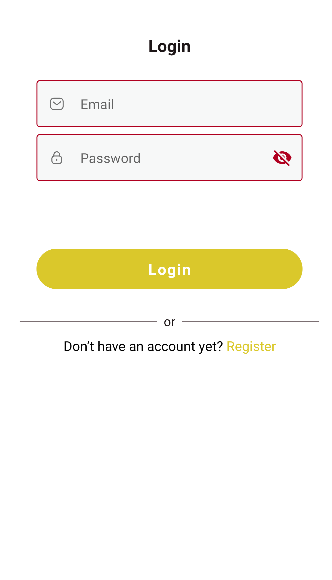 Login
Email
Password
Login
or
Don't have an account yet? Register